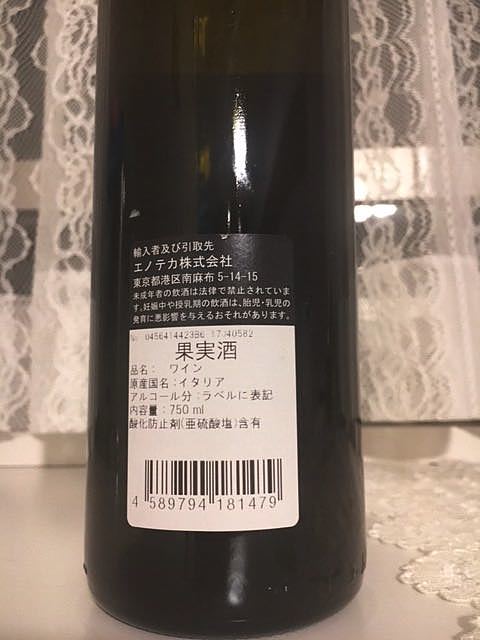 輸入者及び引取先
エノテカ株式会社
東京都港区南麻布 5-14-15
未成年者の飲酒は法律で禁止されていま
す。妊娠中や授乳期の飲酒は、胎児・乳児の
発育に悪影響を与えるおそれがあります。
No. 0456414423B6 17040582
果実酒
品名： ワイン
原産国名：イタリア
アルコール分：ラベルに表記
内容量：750 ml
酸化防止剤(亜硫酸塩)含有
4 589794 181479